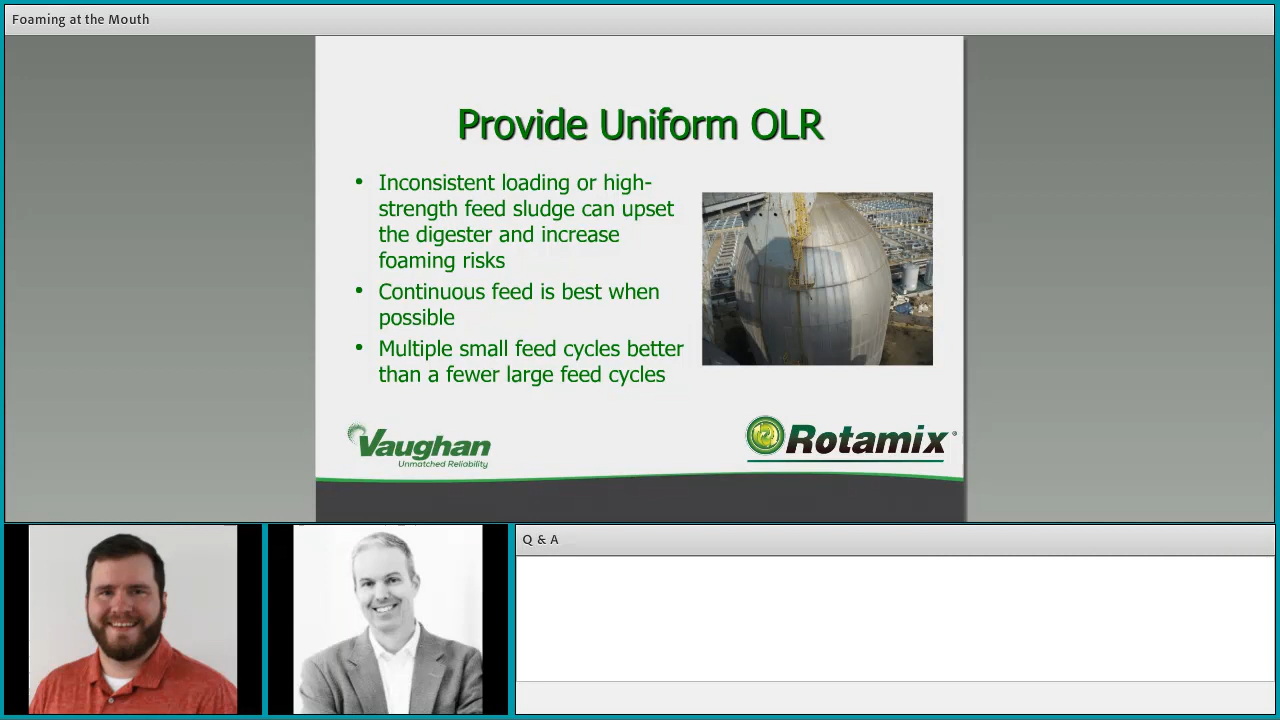 Foaming at the Mouth
Provide Uniform OLR
• Inconsistent loading or high-
strength feed sludge can upset
the digester and increase
foaming risks
• Continuous feed is best when
possible
• Multiple small feed cycles better
than a fewer large feed cycles
Vaughan
Unmatched Reliability
Rotamix®
Q & A